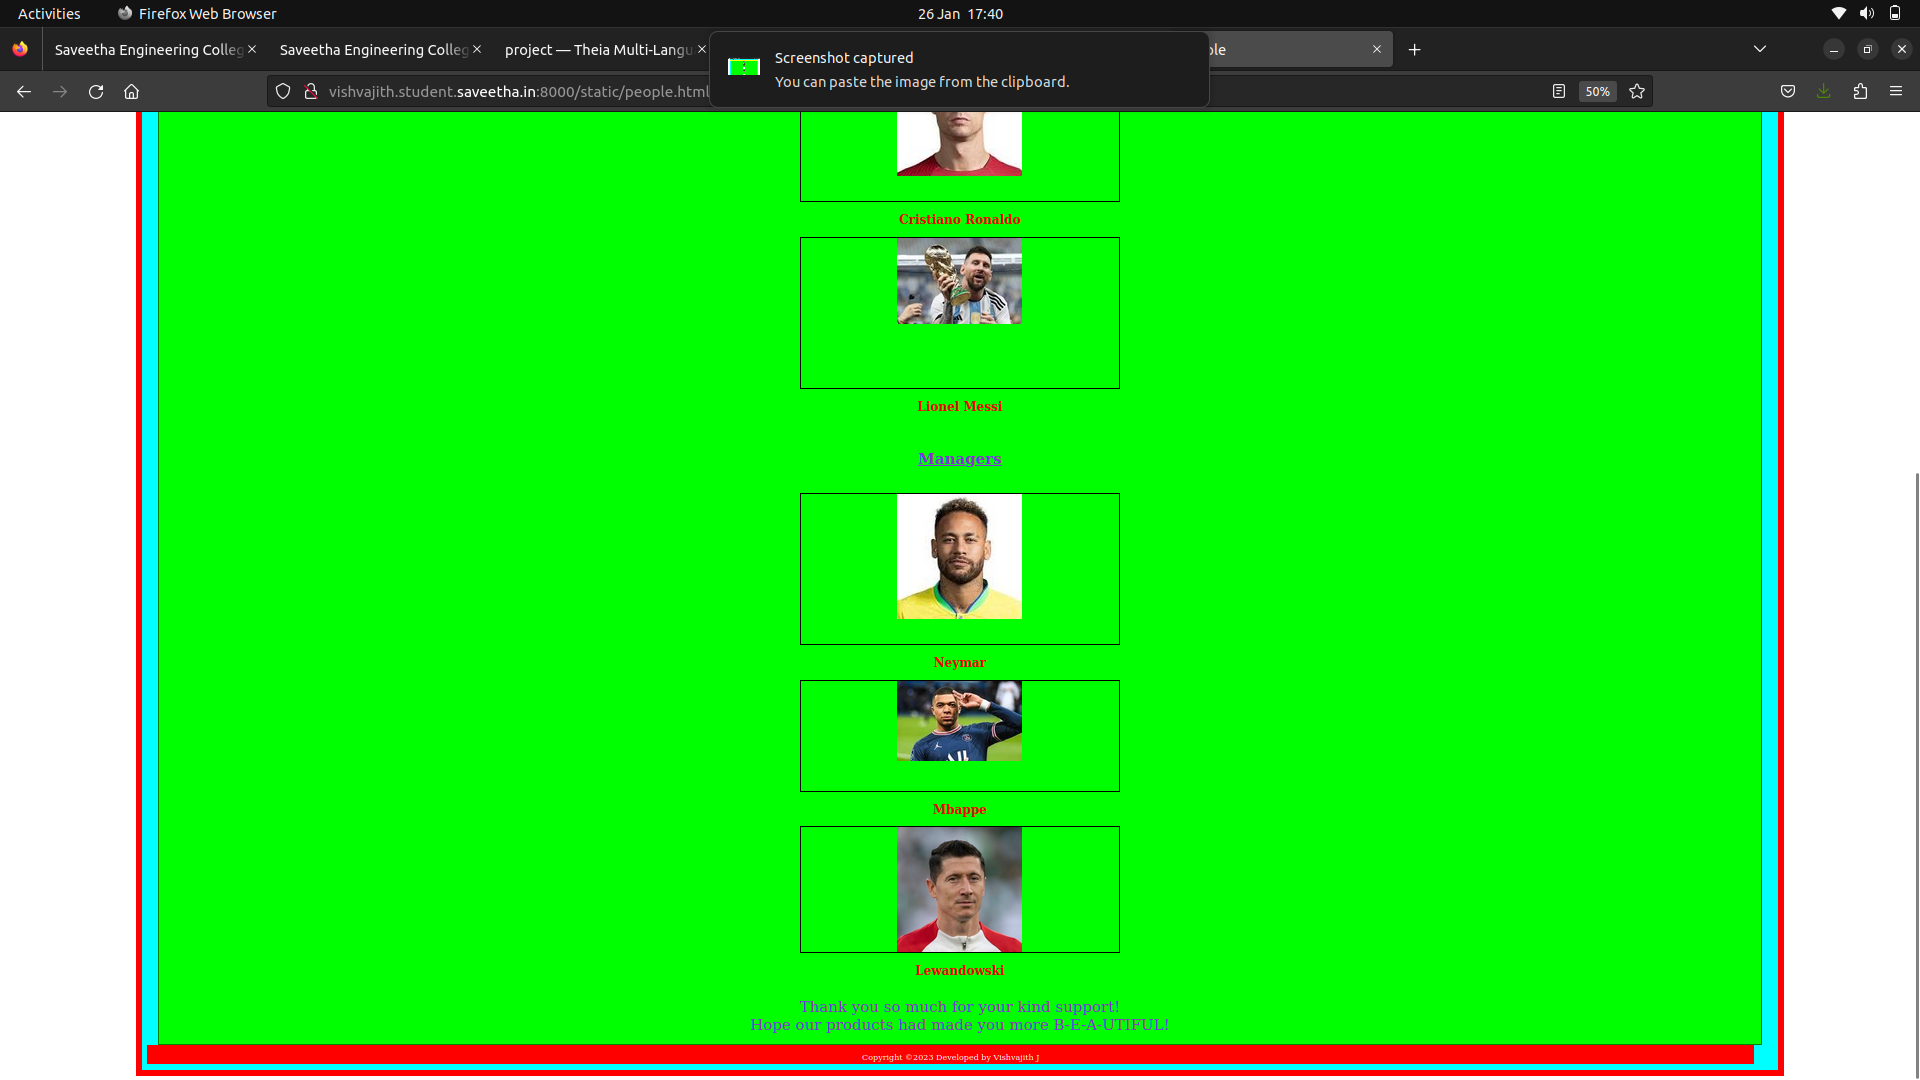 Activities
Firefox Web Browser
26 Jan 17:40
Saveetha Engineering Colleg
Saveetha Engineering Colleg
project — Theia Multi-Langu
Screenshot captured
You can paste the image from the clipboard.
vishvajith.student.saveetha.in:8000/static/people.html
50%
Cristiano Ronaldo
Lionel Messi
Managers
Neymar
Mbappe
Lewandowski
Thank you so much for your kind support!
Hope our products had made you more B-E-A-UTIFUL!
Copyright ©2023 Developed by Vishvajith J